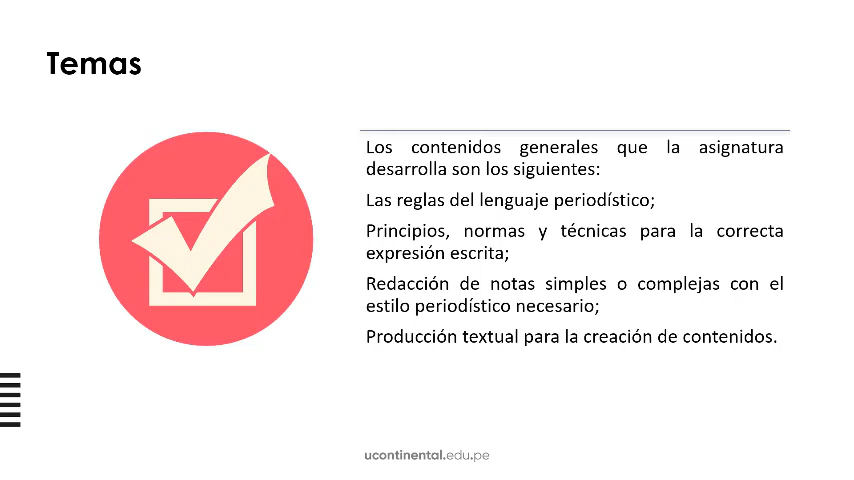 Temas
Los contenidos generales que la asignatura
desarrolla son los siguientes:
Las reglas del lenguaje periodístico;
Principios, normas y técnicas para la correcta
expresión escrita;
Redacción de notas simples o complejas con el
estilo periodístico necesario;
Producción textual para la creación de contenidos.
ucontinental.edu.pe